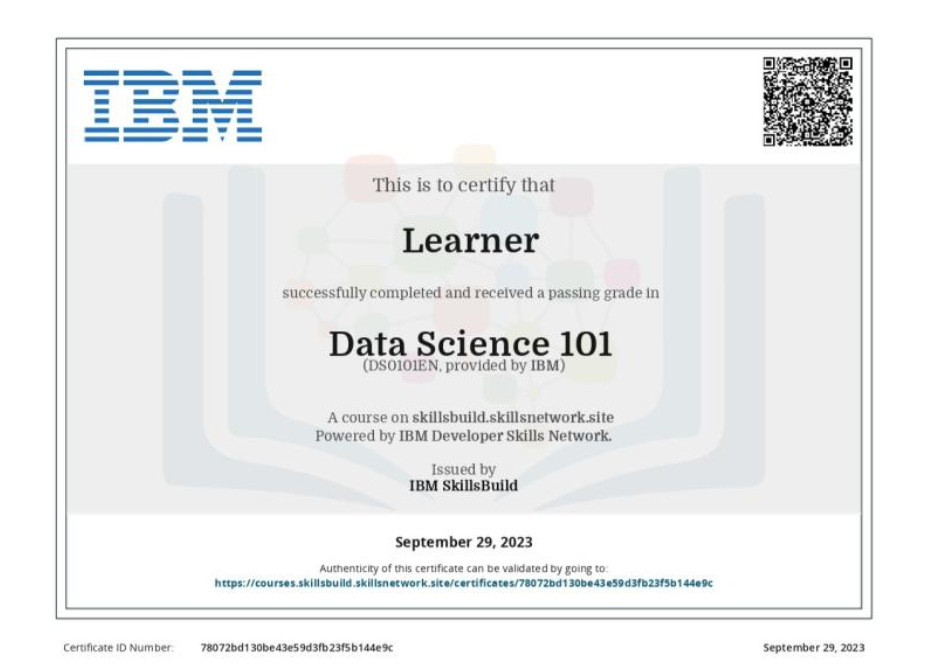 IBM
This is to certify that
Learner
successfully completed and received a passing grade in
Data Science 101
(DS0101EN, provided by IBM)
A course on skillsbuild.skillsnetwork.site
Powered by IBM Developer Skills Network.
Issued by
IBM SkillsBuild
September 29, 2023
Authenticity of this certificate can be validated by going to:
https://courses.skillsbuild.skillsnetwork.site/certificates/78072bd130be43e59d3fb23f5b144e9c
Certificate ID Number: 78072bd130be43e59d3fb23f5b144e9c September 29, 2023